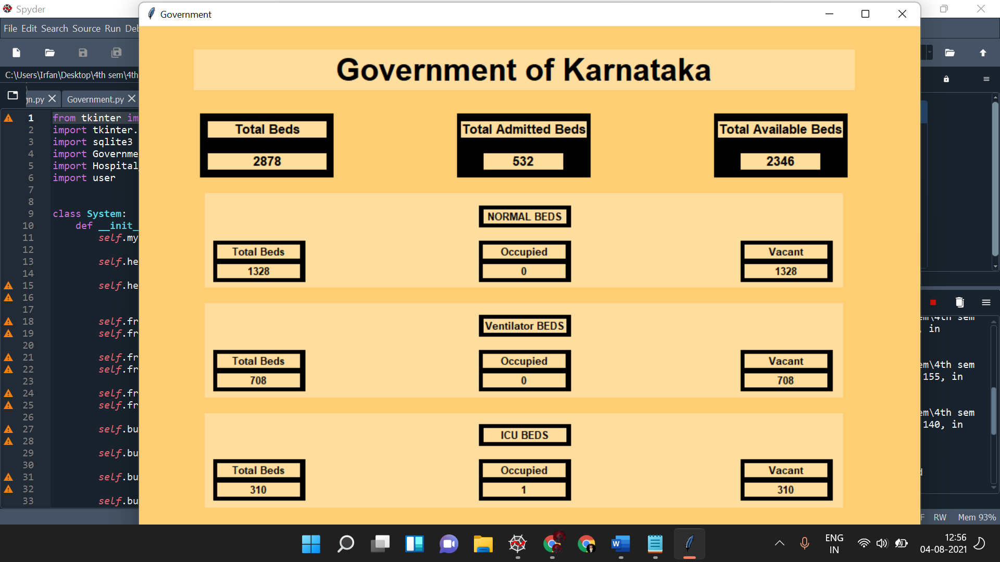 Spyder
Government
File Edit Search Source Run Deb
C:\Users\Irfan\Desktop\4th sem\4th
gn.py
Government.py
1 from tkinter im
2 import tkinter.
3 import sqlite3
4 import Governme
5 import Hospital
6 import user
7
8
9 class System:
10 def __init_
11 self.my
12
13 self.he
14
15 self.he
16
17
18 self.fr
19 self.fr
20
21 self.fr
22 self.fr
23
24 self.fr
25 self.fr
26
27 self.bu
28
29 self.bu
30
31 self.bu
32
33 self.bu
Government of Karnataka
Total Beds
2878
Total Admitted Beds
532
Total Available Beds
2346
NORMAL BEDS
Total Beds
1328
Occupied
0
Vacant
1328
Ventilator BEDS
Total Beds
708
Occupied
0
Vacant
708
ICU BEDS
Total Beds
310
Occupied
1
Vacant
310
em\4th sem
, in
em\4th sem
155, in
em\4th sem
140, in
d
F RW Mem 93%
W
ENG
IN
12:56
04-08-2021